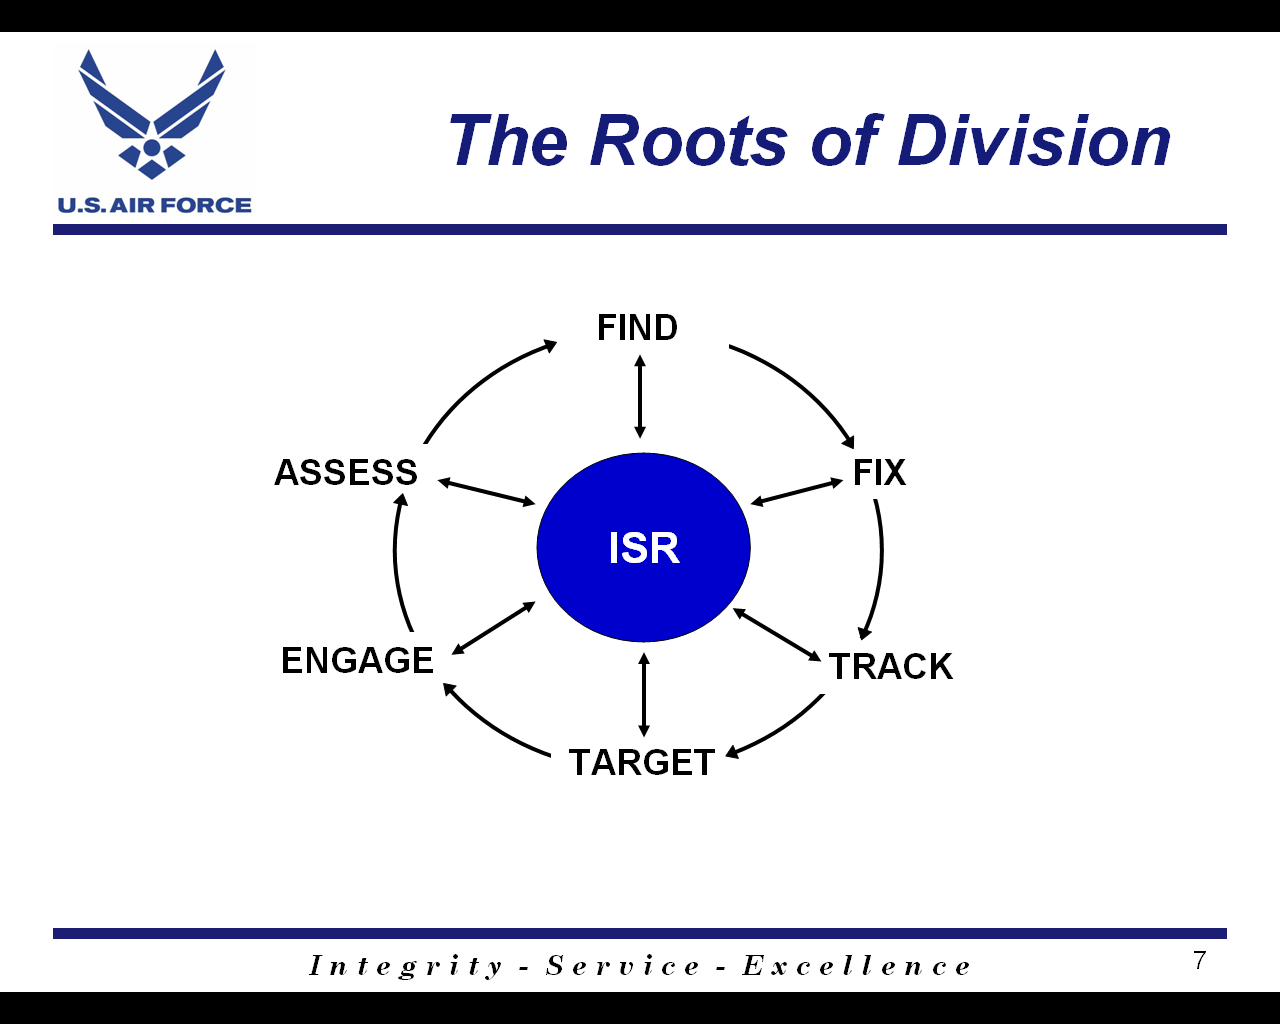 The Roots of Division
U.S. AIR FORCE
FIND
ASSESS
FIX
ISR
ENGAGE
TRACK
TARGET
Integrity - Service - Excellence
7